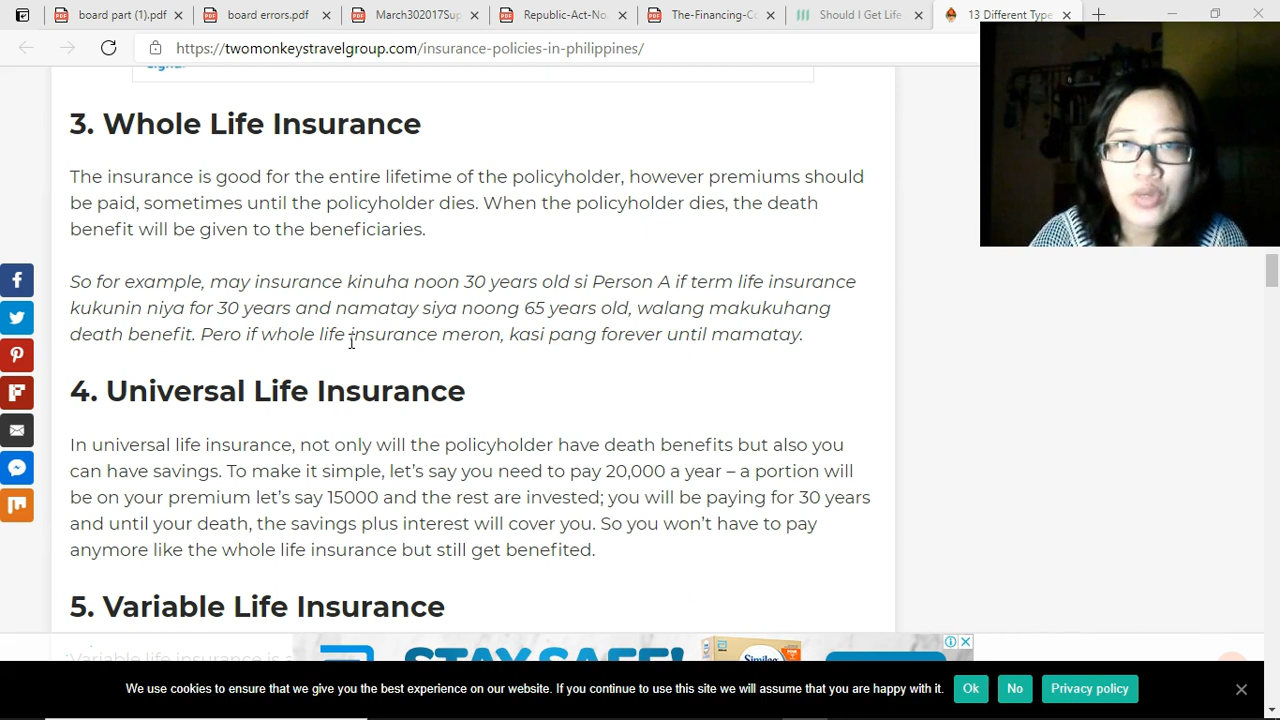 board part (1).pdf
board errors.pdf
March302017Sup
Republic-Act-No.
The-Financing-Co
Should I Get Life
13 Different Type
https://twomonkeystravelgroup.com/insurance-policies-in-philippines/
3. Whole Life Insurance
The insurance is good for the entire lifetime of the policyholder, however premiums should
be paid, sometimes until the policyholder dies. When the policyholder dies, the death
benefit will be given to the beneficiaries.
So for example, may insurance kinuha noon 30 years old si Person A if term life insurance
kukunin niya for 30 years and namatay siya noong 65 years old, walang makukuhang
death benefit. Pero if whole life insurance meron, kasi pang forever until mamatay.
4. Universal Life Insurance
In universal life insurance, not only will the policyholder have death benefits but also you
can have savings. To make it simple, let's say you need to pay 20,000 a year – a portion will
be on your premium let's say 15000 and the rest are invested; you will be paying for 30 years
and until your death, the savings plus interest will cover you. So you won't have to pay
anymore like the whole life insurance but still get benefited.
5. Variable Life Insurance
Variable life insurance is s
STAY SAFE!
Similac
We use cookies to ensure that we give you the best experience on our website. If you continue to use this site we will assume that you are happy with it.
Ok
No
Privacy policy